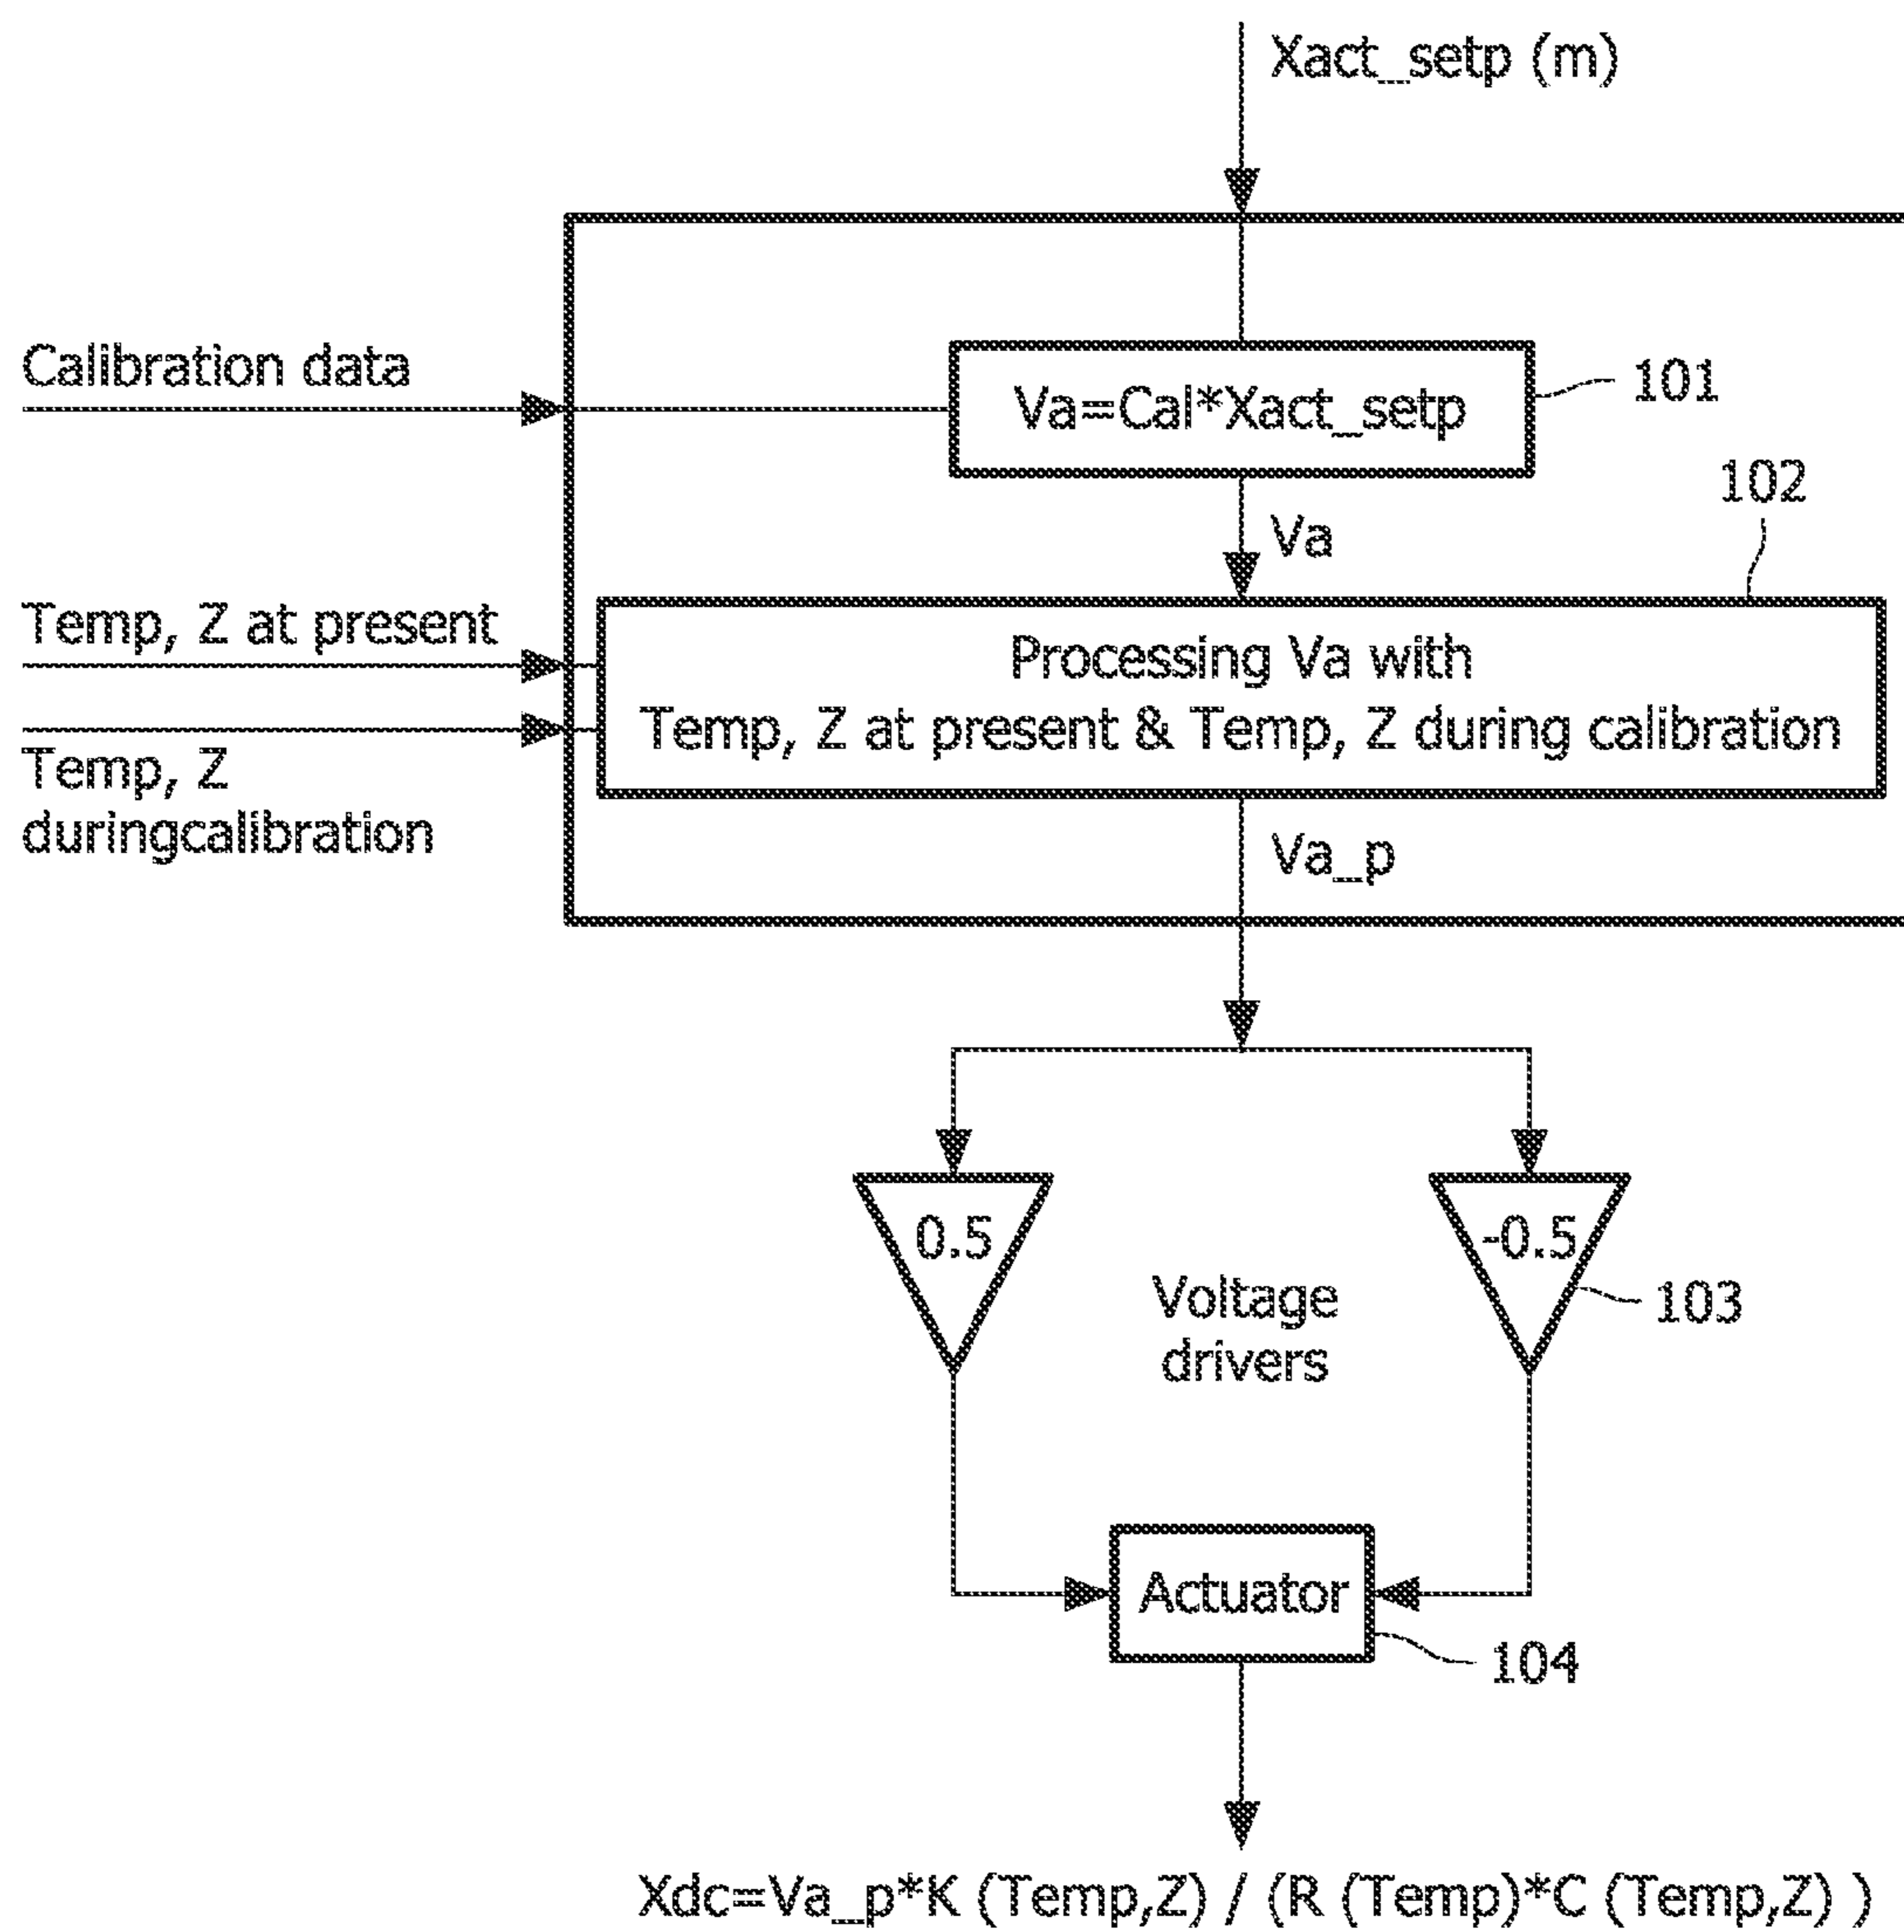 Xact_setp (m)
Calibration data
Va=Cal*Xact_setp
101
102
Va
Temp, Z at present
Processing Va with
Temp, Z at present & Temp, Z during calibration
Temp, Z
duringcalibration
Va_p
0.5
-0.5
Voltage
drivers
103
Actuator
104
Xdc=Va_p*K (Temp,Z) / (R (Temp)*C (Temp,Z) )